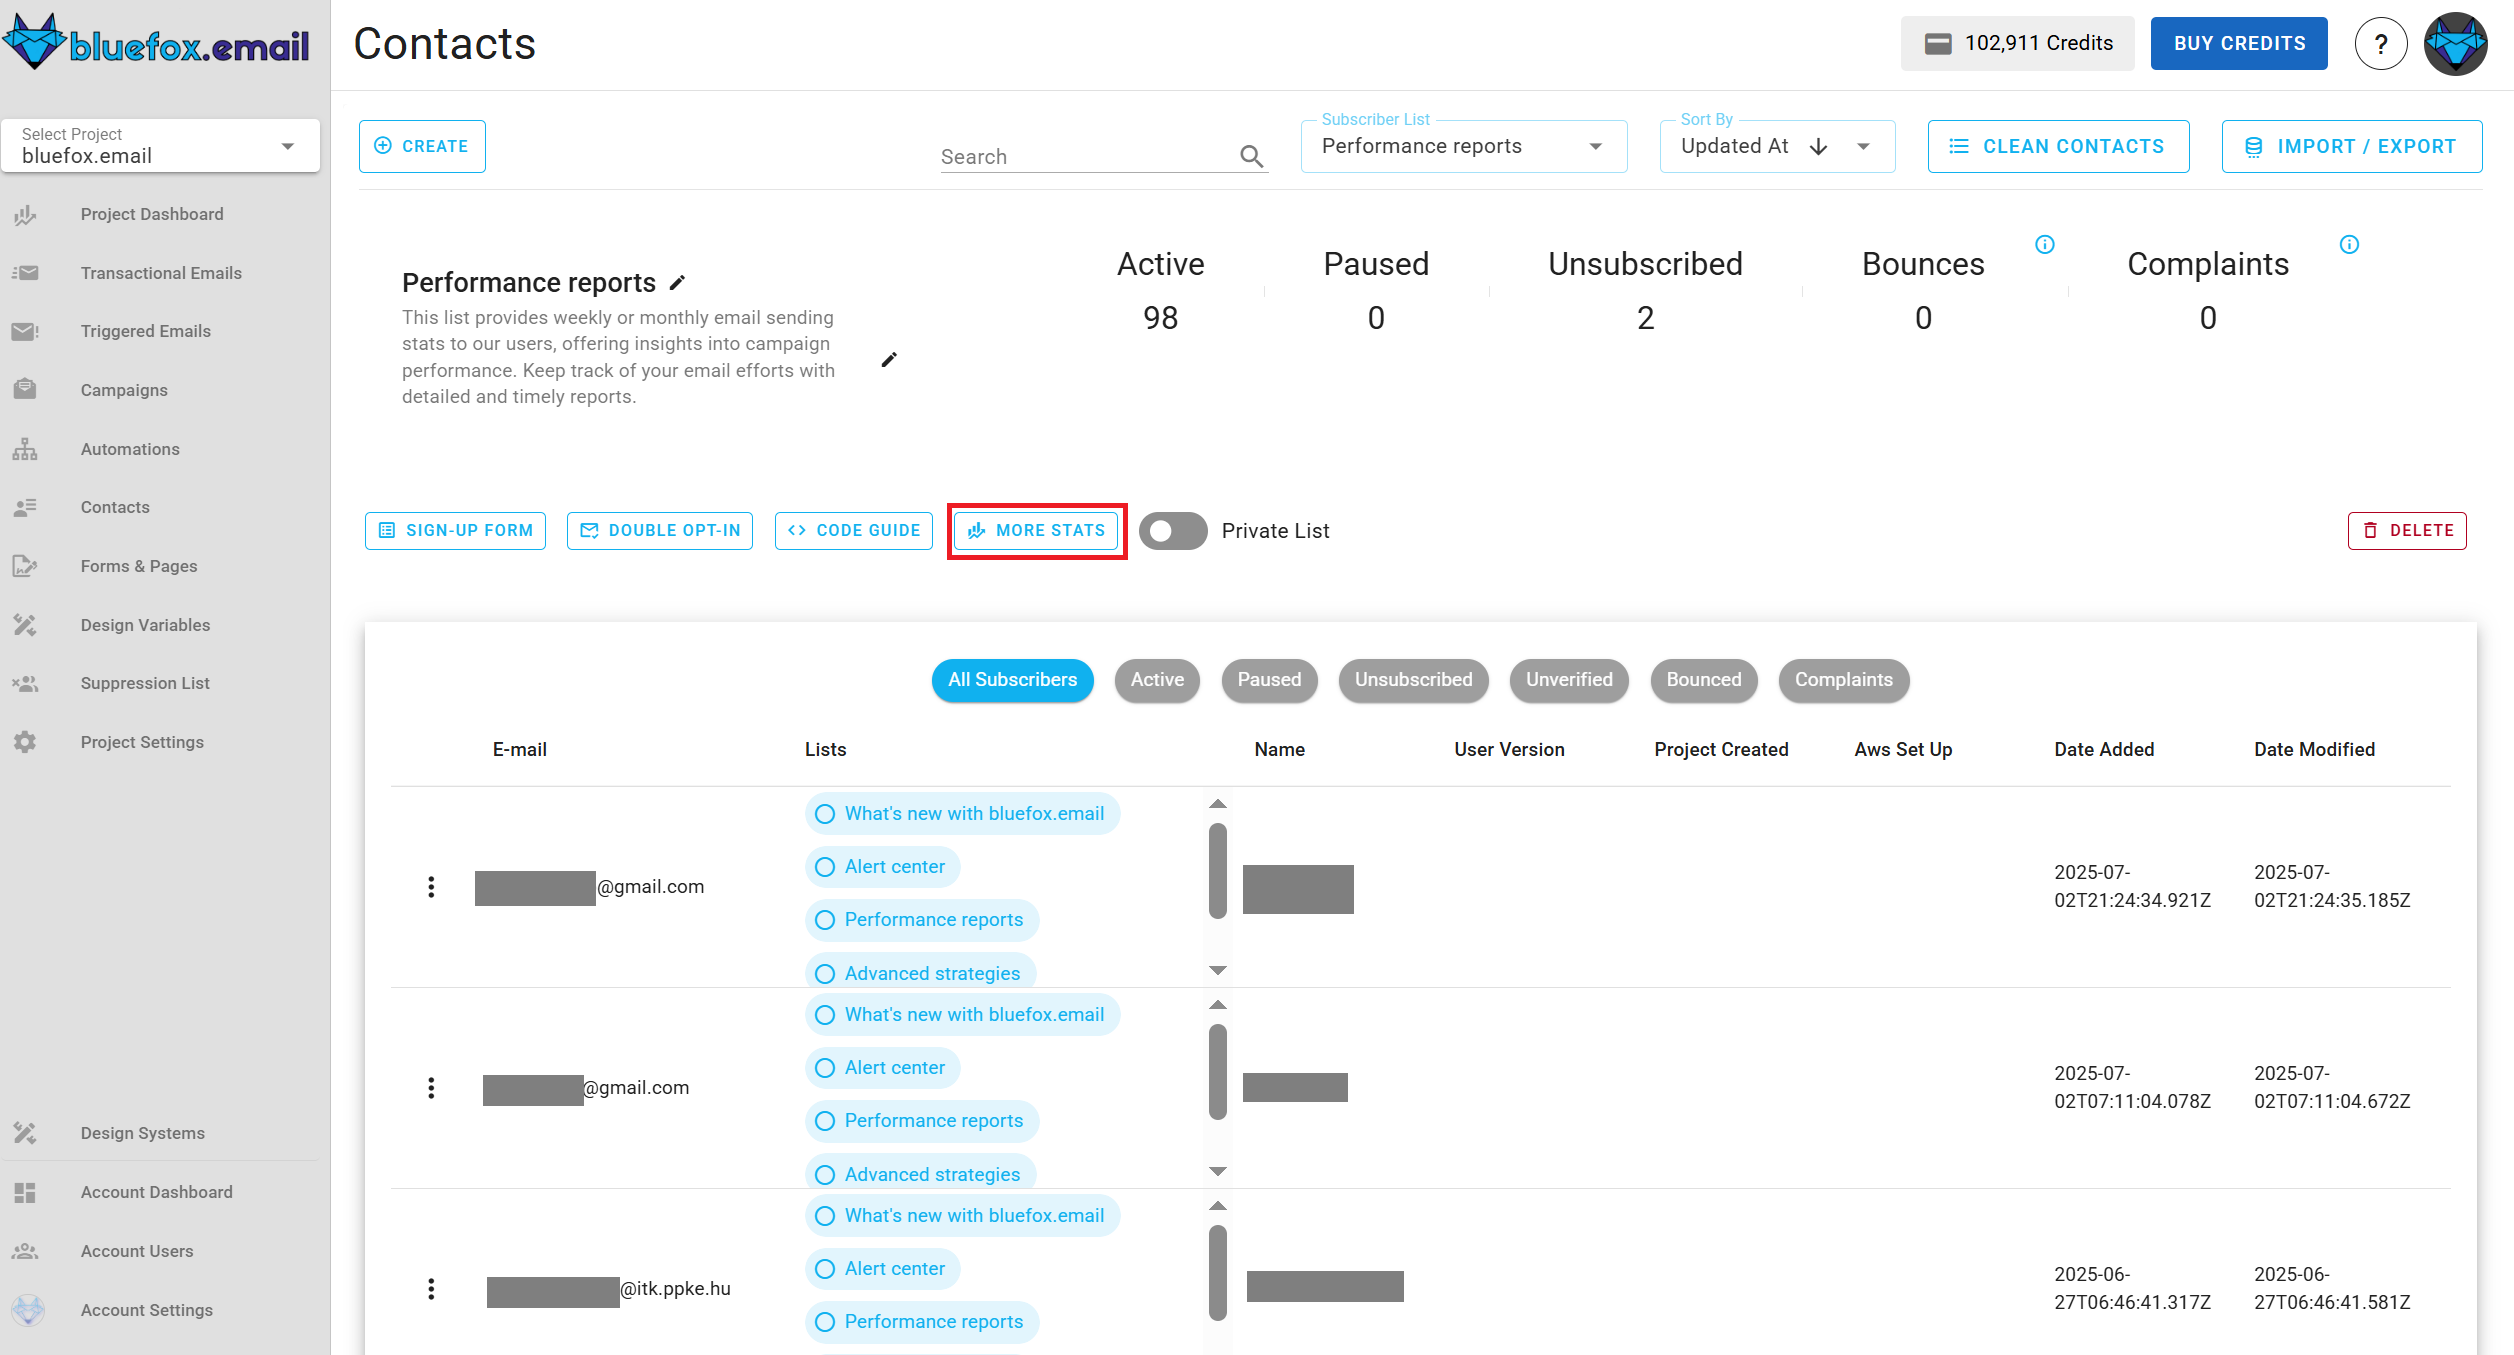 bluefox.email
Contacts
102,911 Credits
BUY CREDITS
?
Select Project
bluefox.email
Project Dashboard
Transactional Emails
Triggered Emails
Campaigns
Automations
Contacts
Forms & Pages
Design Variables
Suppression List
Project Settings
Design Systems
Account Dashboard
Account Users
Account Settings
CREATE
Search
Subscriber List
Performance reports
Sort By
Updated At
CLEAN CONTACTS
IMPORT / EXPORT
Performance reports
This list provides weekly or monthly email sending
stats to our users, offering insights into campaign
performance. Keep track of your email efforts with
detailed and timely reports.
Active
98
Paused
0
Unsubscribed
2
Bounces
0
Complaints
0
SIGN-UP FORM
DOUBLE OPT-IN
CODE GUIDE
MORE STATS
Private List
DELETE
All Subscribers
Active
Paused
Unsubscribed
Unverified
Bounced
Complaints
E-mail
Lists
Name
User Version
Project Created
Aws Set Up
Date Added
Date Modified
@gmail.com
What's new with bluefox.email
Alert center
Performance reports
Advanced strategies
2025-07-
02T21:24:34.921Z
2025-07-
02T21:24:35.185Z
@gmail.com
What's new with bluefox.email
Alert center
Performance reports
Advanced strategies
2025-07-
02T07:11:04.078Z
2025-07-
02T07:11:04.672Z
@itk.ppke.hu
What's new with bluefox.email
Alert center
Performance reports
2025-06-
27T06:46:41.317Z
2025-06-
27T06:46:41.581Z